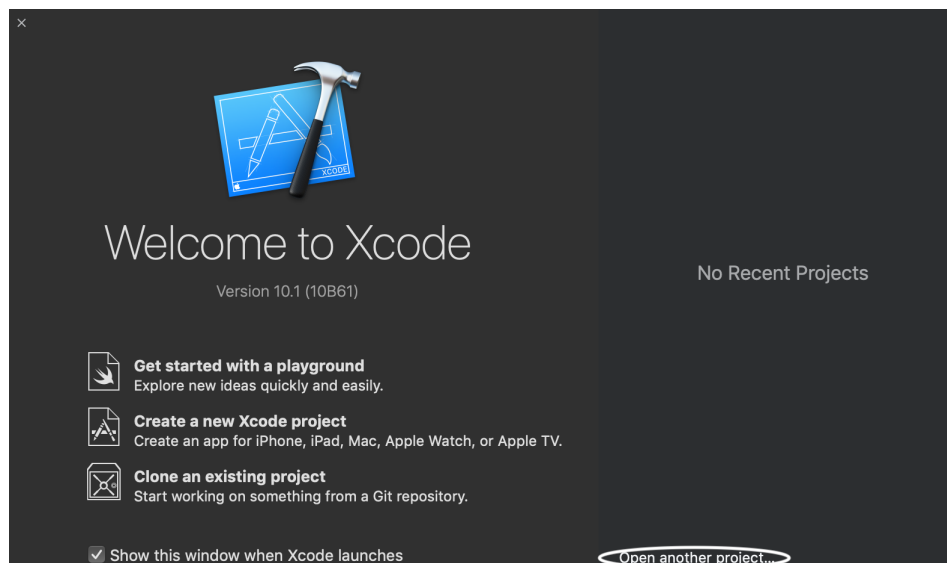 XCODE
Welcome to Xcode
Version 10.1 (10B61)
No Recent Projects
Get started with a playground
Explore new ideas quickly and easily.
Create a new Xcode project
Create an app for iPhone, iPad, Mac, Apple Watch, or Apple TV.
Clone an existing project
Start working on something from a Git repository.
Show this window when Xcode launches
Open another project...